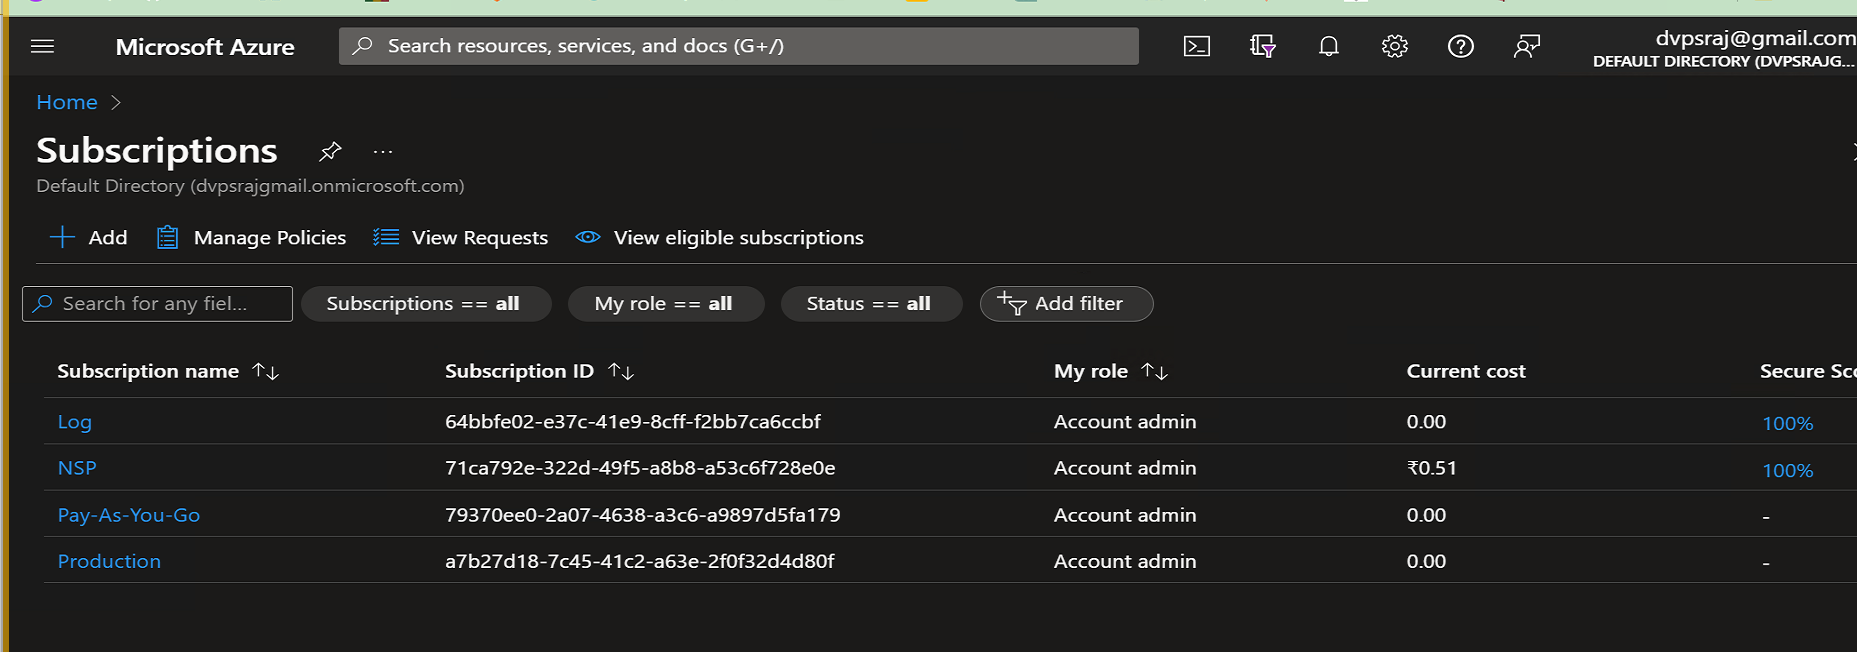 Microsoft Azure
Search resources, services, and docs (G+/)
dvpsraj@gmail.com
DEFAULT DIRECTORY (DVPSRAJG...
Home >
Subscriptions ...
Default Directory (dvpsrajgmail.onmicrosoft.com)
Add Manage Policies View Requests View eligible subscriptions
Search for any fiel... Subscriptions == all My role == all Status == all Add filter
Subscription name Subscription ID My role Current cost Secure Sco
Log 64bbfe02-e37c-41e9-8cff-f2bb7ca6ccbf Account admin 0.00 100%
NSP 71ca792e-322d-49f5-a8b8-a53c6f728e0e Account admin ₹0.51 100%
Pay-As-You-Go 79370ee0-2a07-4638-a3c6-a9897d5fa179 Account admin 0.00 -
Production a7b27d18-7c45-41c2-a63e-2f0f32d4d80f Account admin 0.00 -